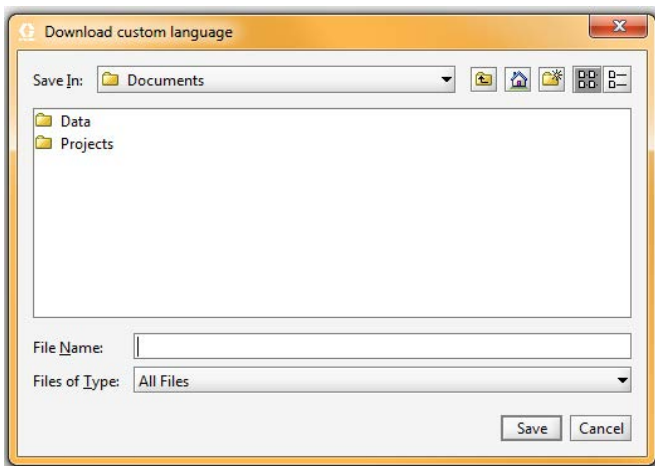 Download custom language
Save In: Documents
Data
Projects
File Name:
Files of Type: All Files
Save Cancel